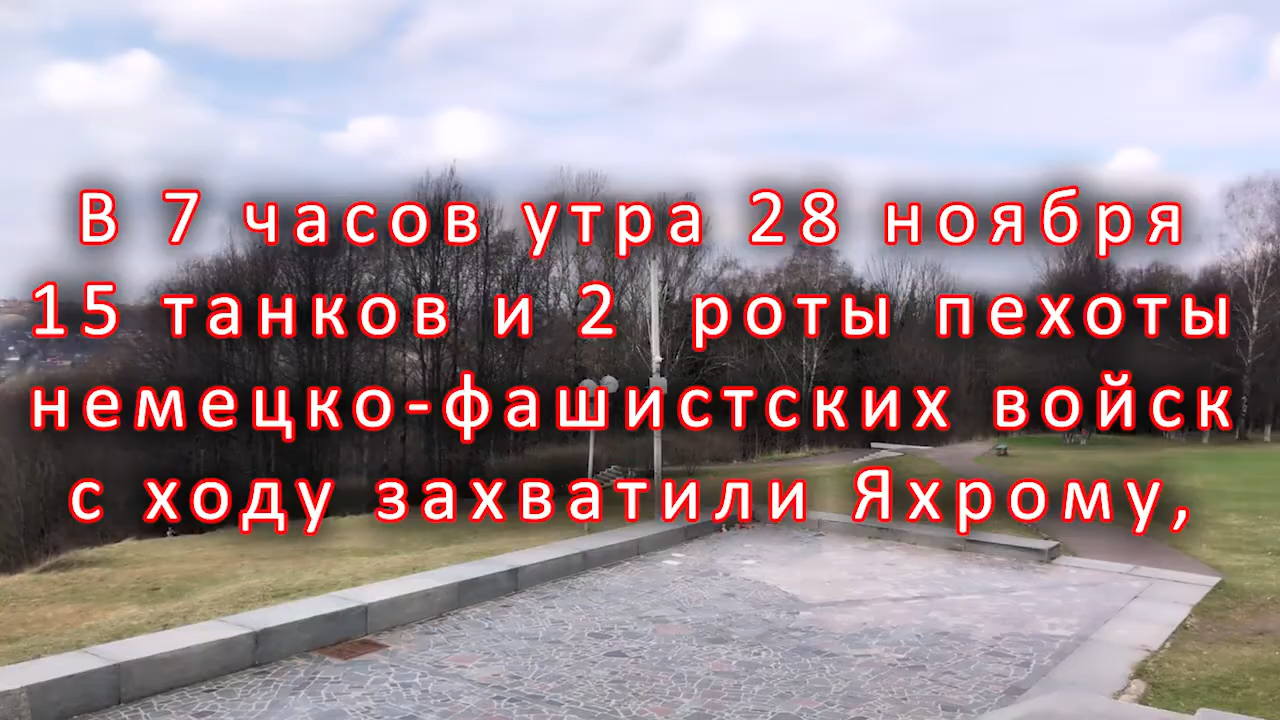 В 7 часов утра 28 ноября
15 танков и 2 роты пехоты
немецко-фашистских войск
с ходу захватили Яхрому,